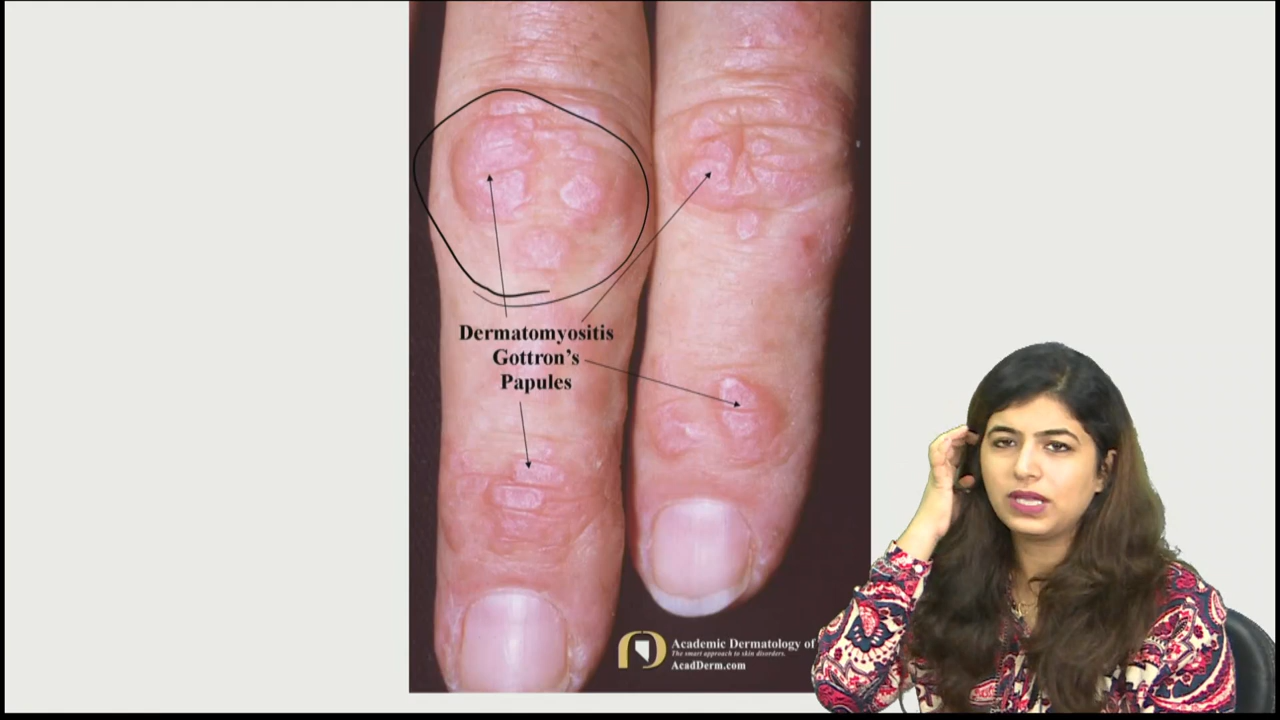 Dermatomyositis
Gottron's
Papules
Academic Dermatology of
The smart approach to skin disorders.
AcadDerm.com